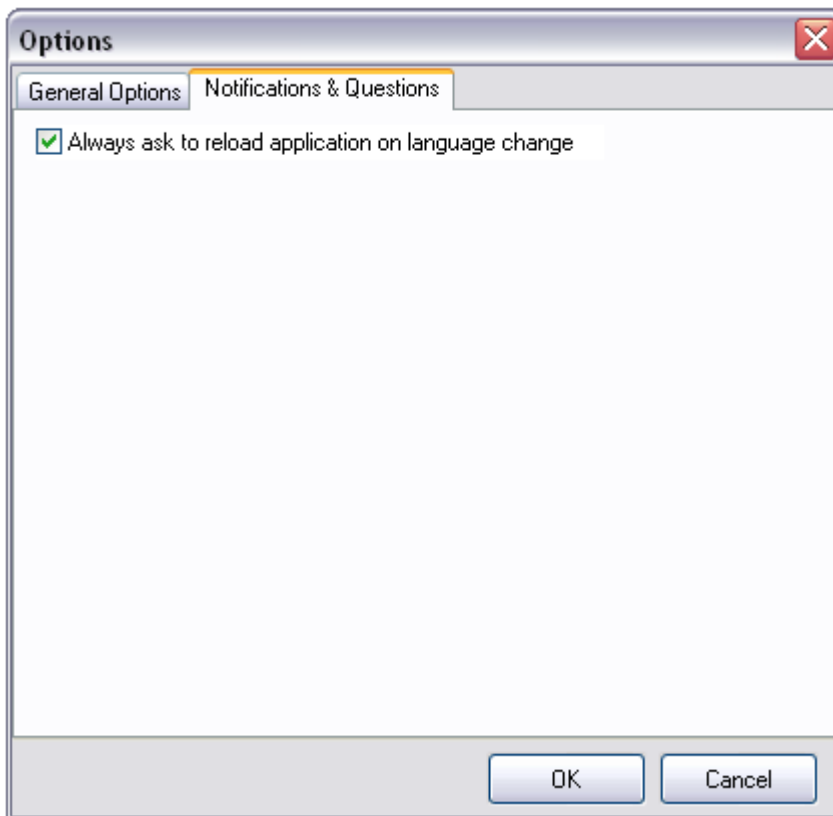 Options
General Options Notifications & Questions
Always ask to reload application on language change
OK Cancel